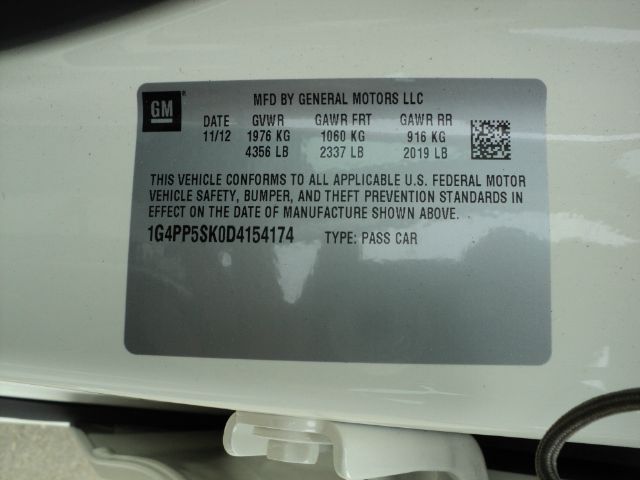 GM
MFD BY GENERAL MOTORS LLC
DATE GVWR GAWR FRT GAWR RR
11/12 1976 KG 1060 KG 916 KG
4356 LB 2337 LB 2019 LB
THIS VEHICLE CONFORMS TO ALL APPLICABLE U.S. FEDERAL MOTOR
VEHICLE SAFETY, BUMPER, AND THEFT PREVENTION STANDARDS IN
EFFECT ON THE DATE OF MANUFACTURE SHOWN ABOVE.
1G4PP5SK0D4154174 TYPE: PASS CAR